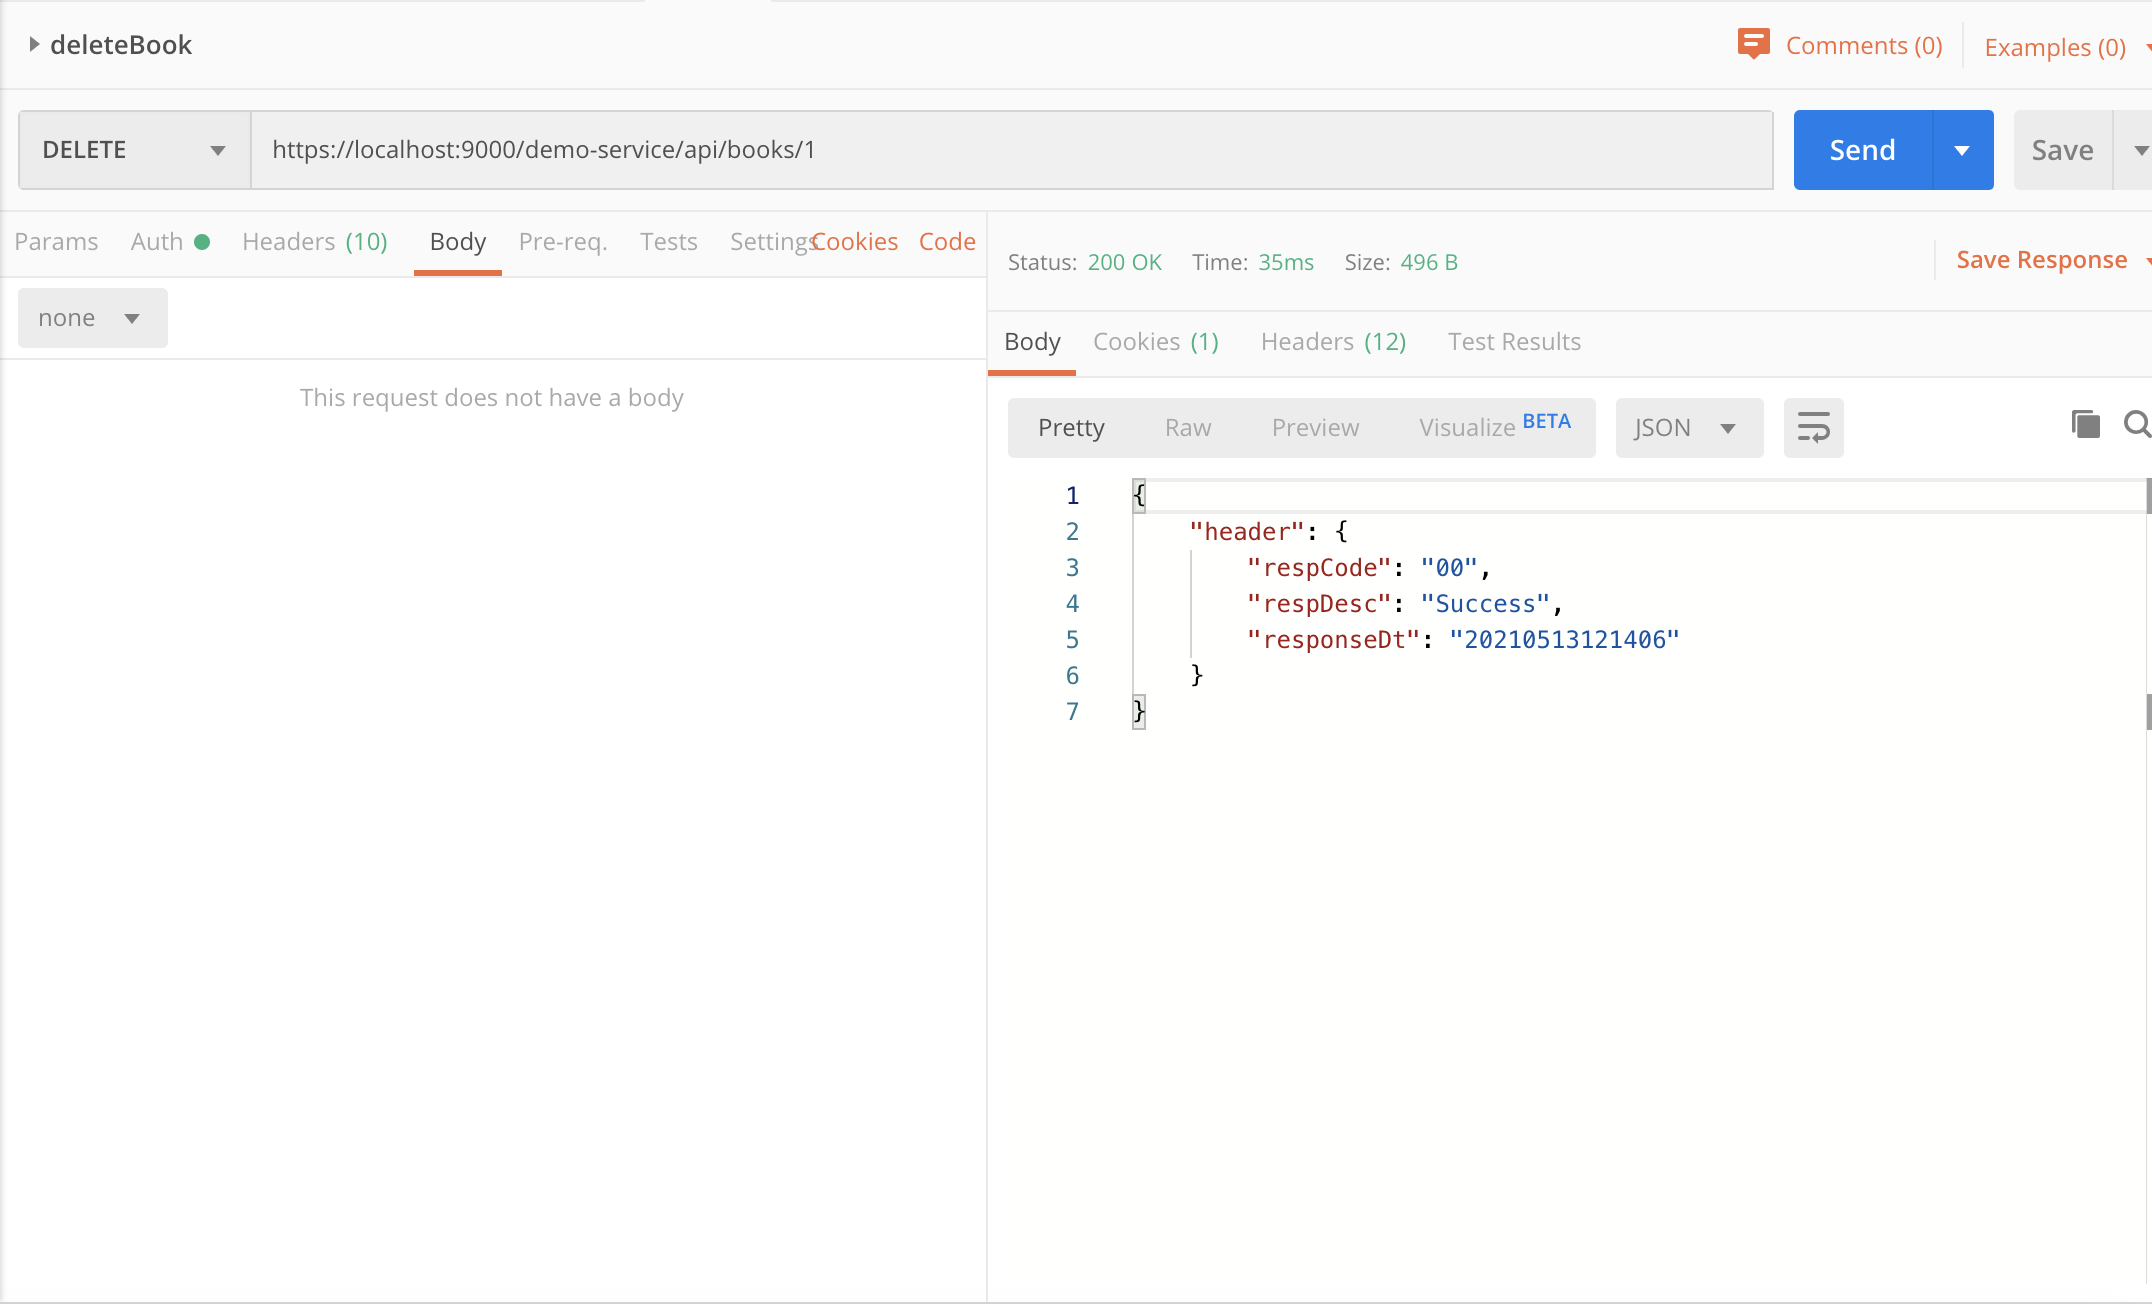 deleteBook
Comments (0)
Examples (0)
DELETE
https://localhost:9000/demo-service/api/books/1
Send
Save
Params Auth Headers (10) Body Pre-req. Tests Settings Cookies Code
none
This request does not have a body
Status: 200 OK Time: 35ms Size: 496 B
Save Response
Body Cookies (1) Headers (12) Test Results
Pretty Raw Preview Visualize BETA JSON
1 {
2 "header": {
3 "respCode": "00",
4 "respDesc": "Success",
5 "responseDt": "20210513121406"
6 }
7 }